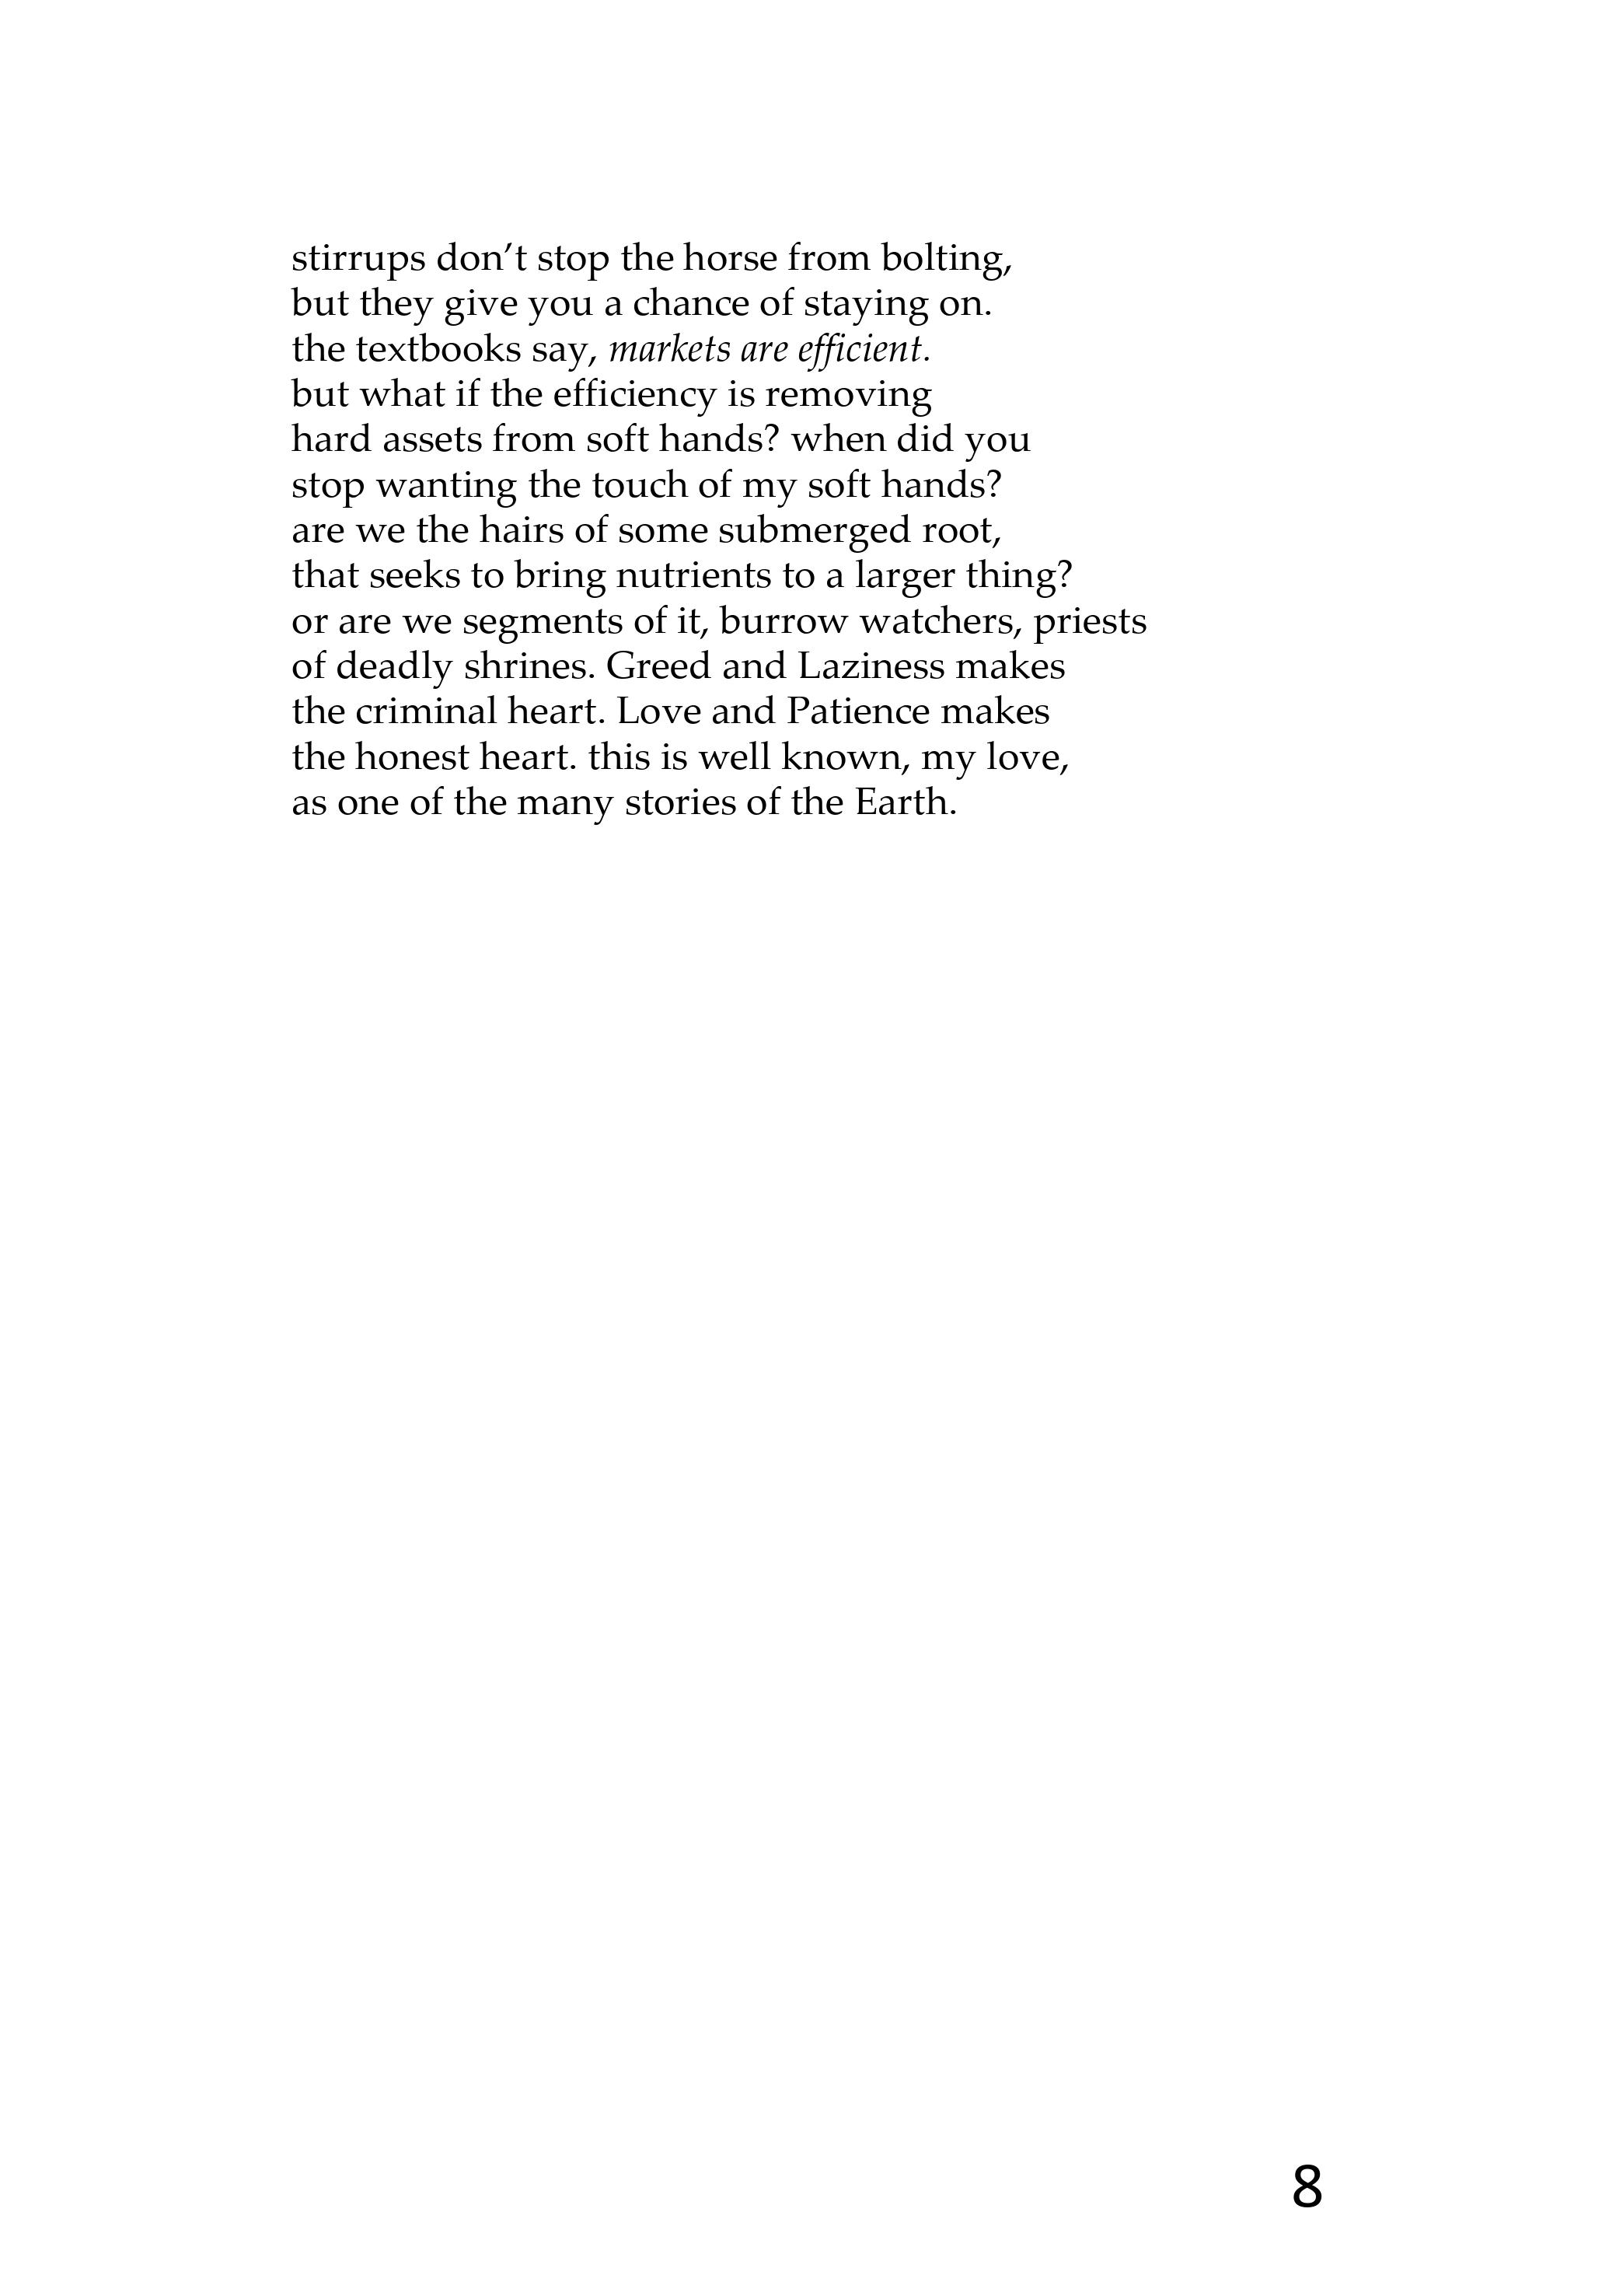 stirrups don’t stop the horse from bolting,
but they give you a chance of staying on.
the textbooks say, markets are efficient.
but what if the efficiency is removing
hard assets from soft hands? when did you
stop wanting the touch of my soft hands?
are we the hairs of some submerged root,
that seeks to bring nutrients to a larger thing?
or are we segments of it, burrow watchers, priests
of deadly shrines. Greed and Laziness makes
the criminal heart. Love and Patience makes
the honest heart. this is well known, my love,
as one of the many stories of the Earth.
8